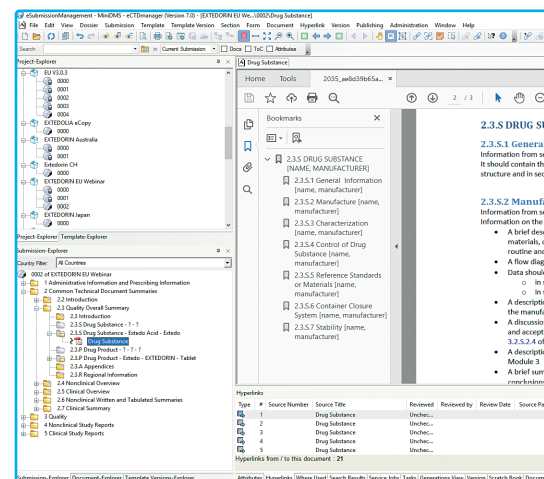 eSubmissionManagement - MiniDMS - eCTDmanager (Version 7.0) - [EXTEDORIN EU We...\0002\Drug Substance]
File Edit View Dossier Submission Template Template Version Section Component Document Hyperlink Version Publishing Administration Window Help
Search: in Current Submission Docs ToC Attributes
Project-Explorer
EU V3.0.3
0000
0001
0002
0003
0004
EXTEDOLIA eCopy
0000
EXTEDORIN Australia
0000
0001
Extedorin CH
0000
EXTEDORIN EU Webinar
0000
0001
0002
EXTEDORIN Japan
0000
Project-Explorer Template-Explorer
Submission-Explorer
Country Filter: All Countries
0002 of EXTEDORIN EU Webinar
1 Administrative Information and Prescribing Information
2 Common Technical Document Summaries
2.2 Introduction
2.3 Quality Overall Summary
2.3 Introduction
2.3.S Drug Substance - ? - ?
2.3.S Drug Substance - Extedo Acid - Extedo
Drug Substance
2.3.P Drug Product - ? - ? - ?
2.3.P Drug Product - Extedo - EXTEDORIN - Tablet
2.3.A Appendices
2.3.R Regional Information
2.4 Nonclinical Overview
2.5 Clinical Overview
2.6 Nonclinical Written and Tabulated Summaries
2.7 Clinical Summary
3 Quality
4 Nonclinical Study Reports
5 Clinical Study Reports
Submission-Explorer Document-Explorer Template Versions-Explorer
Drug Substance
Home Tools 2035_ae8d39b65a... ×
2 / 3
Bookmarks
2.3.S DRUG SUBSTANCE
[NAME, MANUFACTURER]
2.3.S.1 General Information
[name, manufacturer]
2.3.S.2 Manufacture [name,
manufacturer]
2.3.S.3 Characterization
[name, manufacturer]
2.3.S.4 Control of Drug
Substance [name,
manufacturer]
2.3.S.5 Reference Standards
or Materials [name,
manufacturer]
2.3.S.6 Container Closure
System [name, manufacturer]
2.3.S.7 Stability [name,
manufacturer]
2.3.S DRUG SU
2.3.S.1 Genera
Information from se
It should contain th
structure and in sec
2.3.S.2 Manufa
Information from se
Information on the
• A brief desc
materials, c
routine and
• A flow diag
• Data should
o in s
o in s
• A descriptio
the manufa
• A discussio
and accept
3.2.S.2.4 of
• A descriptio
Module 3
• A brief sum
conclusions
Hyperlinks
Type # Source Number Source Title Reviewed Reviewed by Review Date Source Pa
1 Drug Substance Unchec...
2 Drug Substance Unchec...
3 Drug Substance Unchec...
4 Drug Substance Unchec...
5 Drug Substance Unchec...
Hyperlinks from / to this document : 21
Attributes Hyperlinks Where Used Search Results Service Jobs Tasks Generations View Version Scratch Book Docum